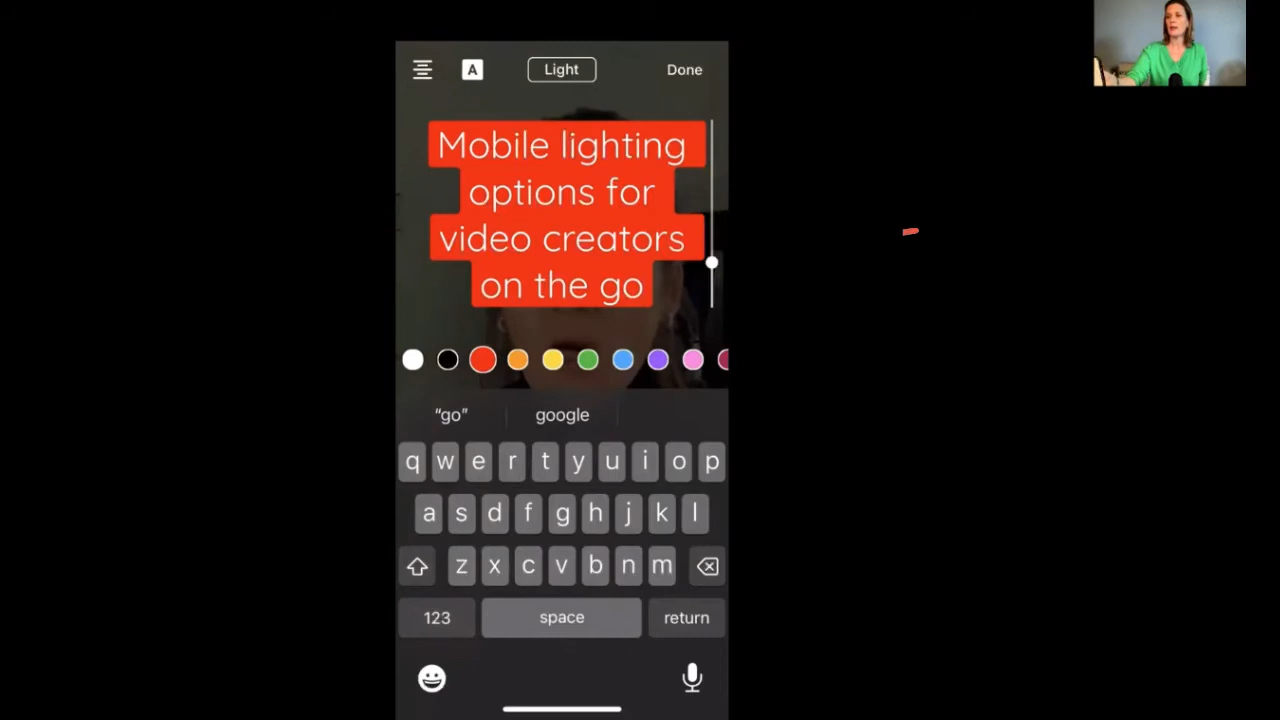 A Light Done
Mobile lighting
options for
video creators
on the go
“go” google
q w e r t y u i o p
a s d f g h j k l
z x c v b n m
123 space return